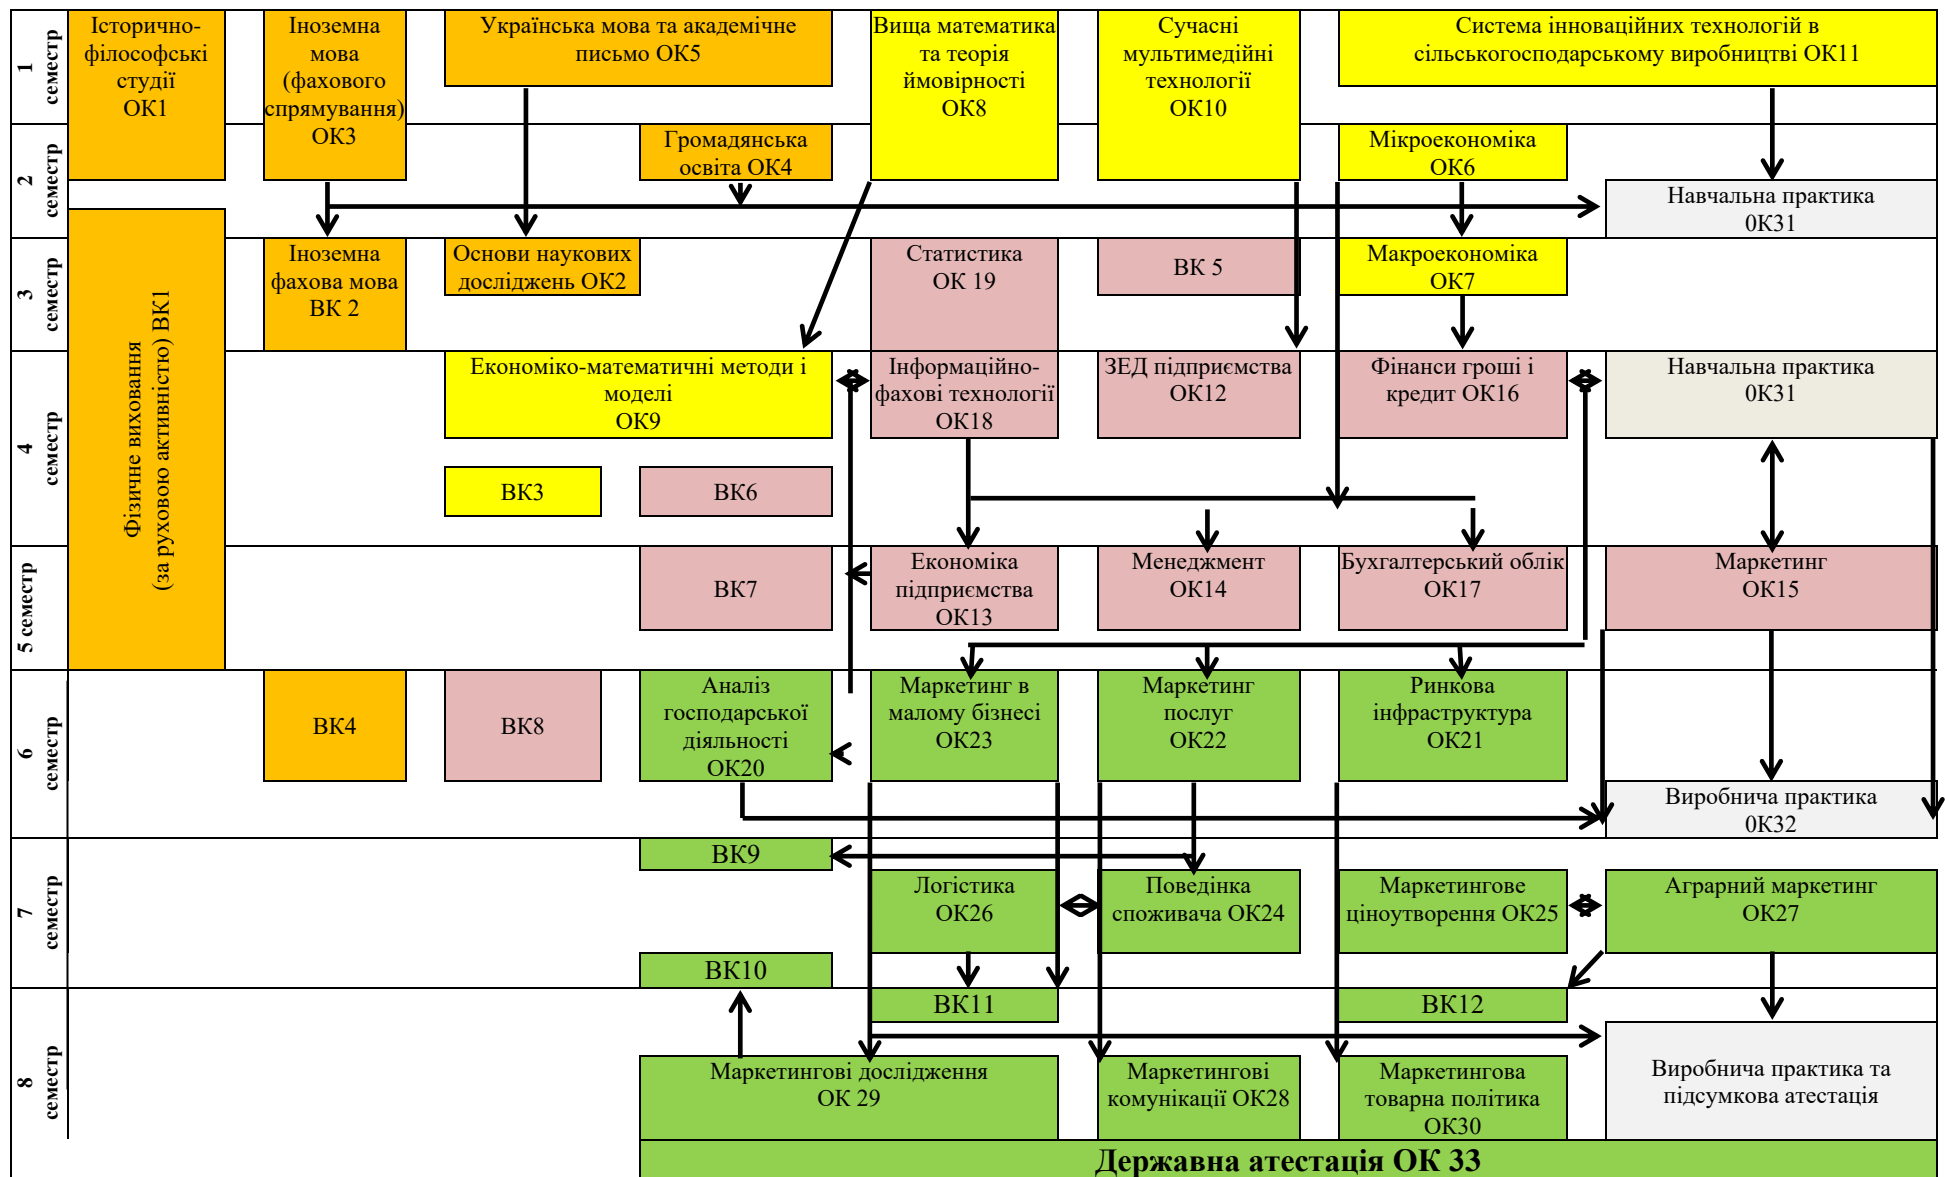 1
семестр
Історично-
філософські
студії
ОК1
Іноземна
мова
(фахового
спрямування)
ОК3
Українська мова та академічне
письмо ОК5
Вища математика
та теорія
ймовірності
ОК8
Сучасні
мультимедійні
технології
ОК10
Система інноваційних технологій в
сільськогосподарському виробництві ОК11
2
семестр
Громадянська
освіта ОК4
Мікроекономіка
ОК6
Навчальна практика
0К31
Фізичне виховання
(за руховою активністю) ВК1
3
семестр
Іноземна
фахова мова
ВК 2
Основи наукових
досліджень ОК2
Статистика
ОК 19
ВК 5
Макроекономіка
ОК7
4
семестр
Економіко-математичні методи і
моделі
ОК9
Інформаційно-
фахові технології
ОК18
ЗЕД підприємства
ОК12
Фінанси гроші і
кредит ОК16
Навчальна практика
0К31
ВК3
ВК6
5 семестр
ВК7
Економіка
підприємства
ОК13
Менеджмент
ОК14
Бухгалтерський облік
ОК17
Маркетинг
ОК15
6
семестр
ВК4
ВК8
Аналіз
господарської
діяльності
ОК20
Маркетинг в
малому бізнесі
ОК23
Маркетинг
послуг
ОК22
Ринкова
інфраструктура
ОК21
Виробнича практика
0К32
7
семестр
ВК9
Логістика
ОК26
Поведінка
споживача ОК24
Маркетингове
ціноутворення ОК25
Аграрний маркетинг
ОК27
ВК10
8
семестр
ВК11
ВК12
Маркетингові дослідження
ОК 29
Маркетингові
комунікації ОК28
Маркетингова
товарна політика
ОК30
Виробнича практика та
підсумкова атестація
Державна атестація ОК 33